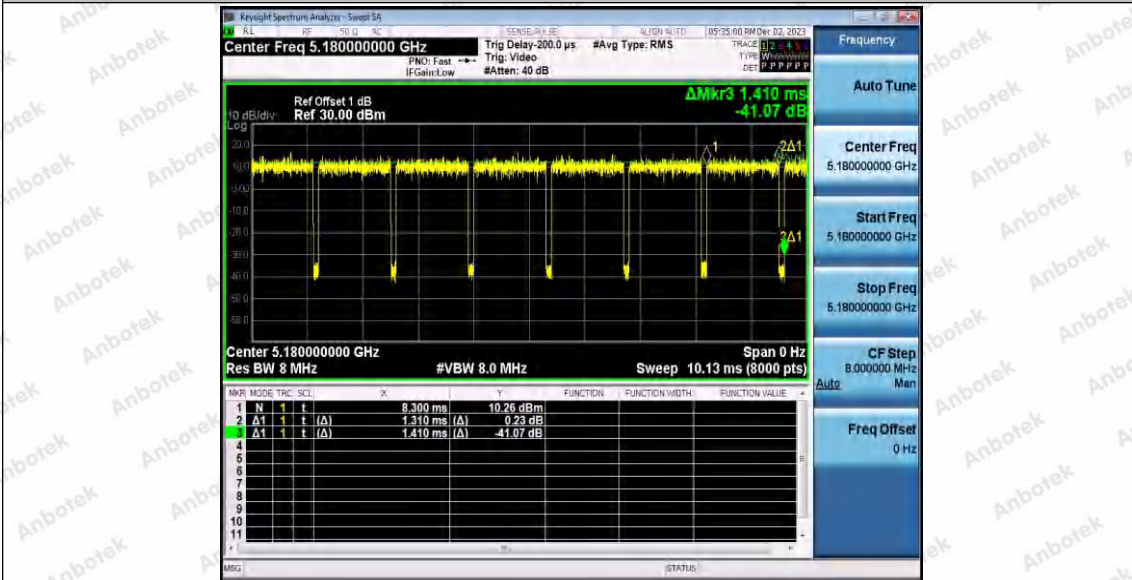 Keysight Spectrum Analyzer - Swept SA
RL RF 50 Ω AC SENSE:PULSE ALIGN AUTO 05:35:00 PM Dec 02, 2023
Center Freq 5.180000000 GHz
PNO: Fast
IFGain:Low
Trig Delay-200.0 µs
Trig: Video
#Atten: 40 dB
#Avg Type: RMS
TRACE 1 2 3 4 5 6
TYPE W
DET P P P P P P
ΔMkr3 1.410 ms
-41.07 dB
Ref Offset 1 dB
10 dB/div Ref 30.00 dBm
Log
20.0
10.0
0.00
-10.0
-20.0
-30.0
-40.0
-50.0
-60.0
1
2Δ1
3Δ1
Center 5.180000000 GHz Span 0 Hz
Res BW 8 MHz #VBW 8.0 MHz Sweep 10.13 ms (8000 pts)
MKR MODE TRC SCL X Y FUNCTION FUNCTION WIDTH FUNCTION VALUE
1 N 1 t 8.300 ms 10.26 dBm
2 Δ1 1 t (Δ) 1.310 ms (Δ) 0.23 dB
3 Δ1 1 t (Δ) 1.410 ms (Δ) -41.07 dB
4
5
6
7
8
9
10
11
MSG STATUS
Frequency
Auto Tune
Center Freq
5.180000000 GHz
Start Freq
5.180000000 GHz
Stop Freq
5.180000000 GHz
CF Step
8.000000 MHz
Auto Man
Freq Offset
0 Hz
Anbotek